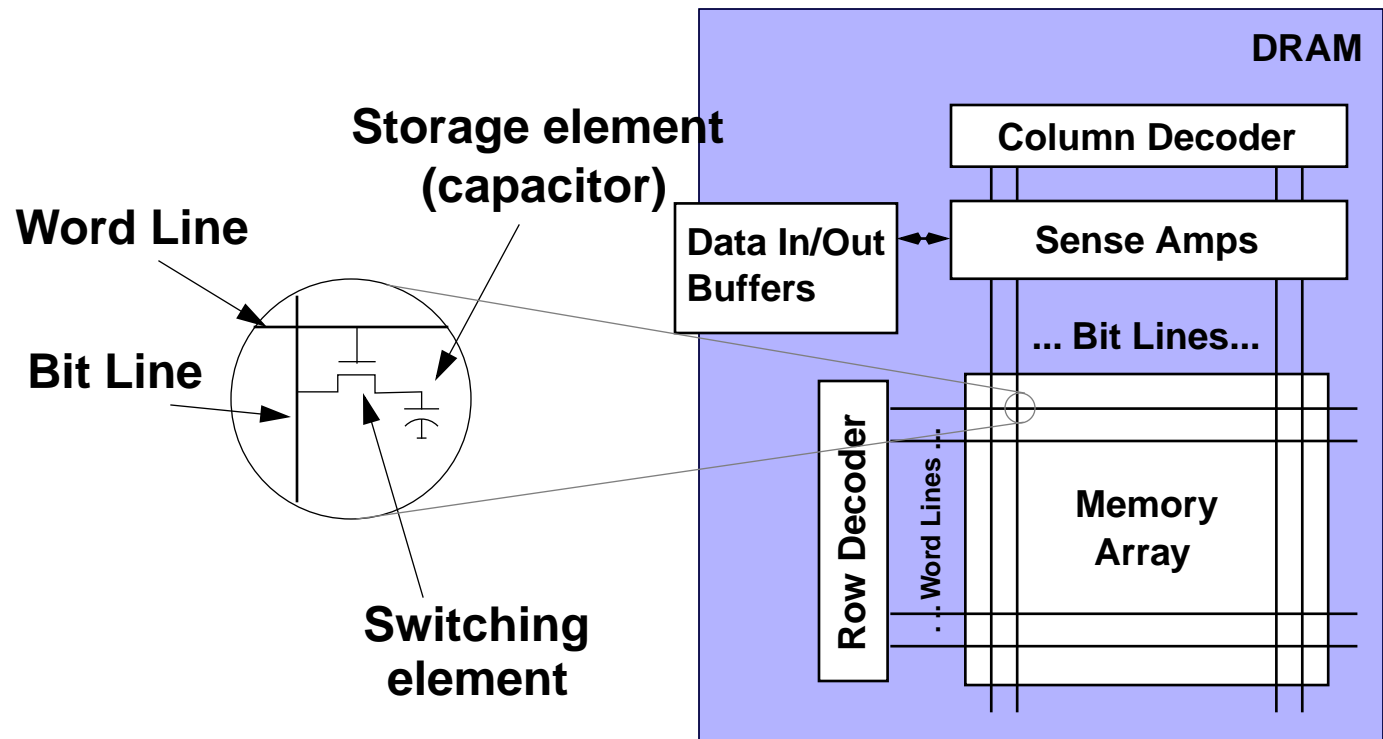 DRAM
Storage element
(capacitor)
Word Line
Bit Line
Switching
element
Column Decoder
Sense Amps
Data In/Out
Buffers
... Bit Lines...
Row Decoder
. .. Word Lines ...
Memory
Array